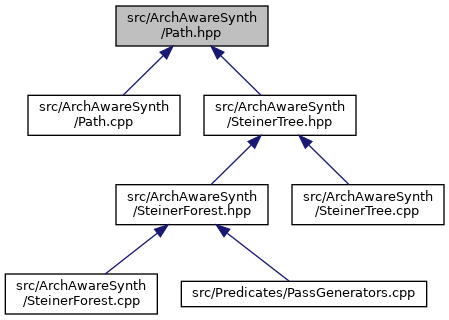 src/ArchAwareSynth
/Path.hpp
src/ArchAwareSynth
/Path.cpp
src/ArchAwareSynth
/SteinerTree.hpp
src/ArchAwareSynth
/SteinerForest.hpp
src/ArchAwareSynth
/SteinerTree.cpp
src/ArchAwareSynth
/SteinerForest.cpp
src/Predicates/PassGenerators.cpp